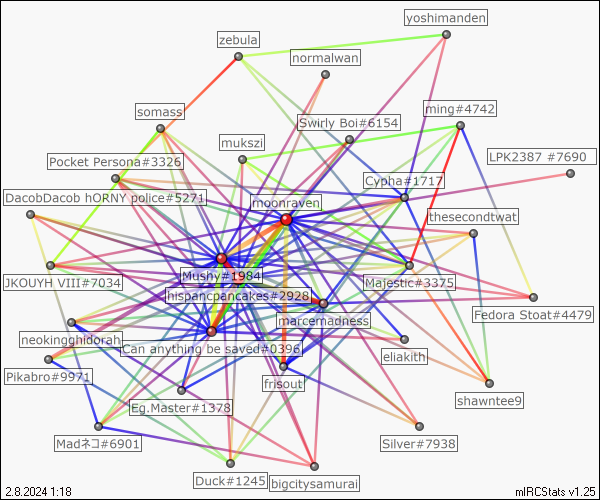 yoshimanden
zebula
normalwan
somass
ming#4742
Swirly Boi#6154
mukszi
Pocket Persona#3326
LPK2387 #7690
Cypha#1717
DacobDacob hORNY police#5271
moonraven
thesecondtwat
JKOUYH VIII#7034
Mushy#1984
Majestic#3375
hispancpancakes#2928
Fedora Stoat#4479
marcemadness
neokingghidorah
Can anything be saved#0396
eliakith
Pikabro#9971
frisout
shawntee9
Eg.Master#1378
Madネコ#6901
Silver#7938
Duck#1245
bigcitysamurai
2.8.2024 1:18
mIRCStats v1.25